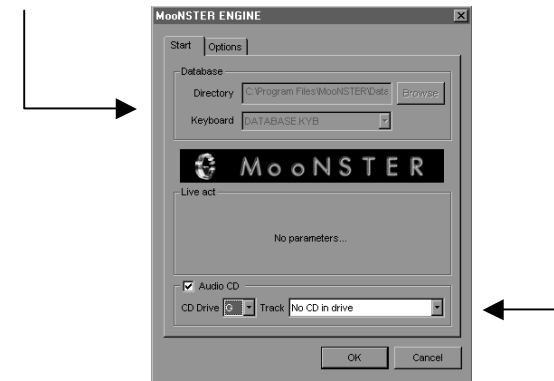 MooNSTER ENGINE
Start Options
Database
Directory C:\Program Files\MooNSTER\Data Browse
Keyboard DATABASE.KYB
MooNSTER
Live act
No parameters...
Audio CD
CD Drive G Track No CD in drive
OK Cancel